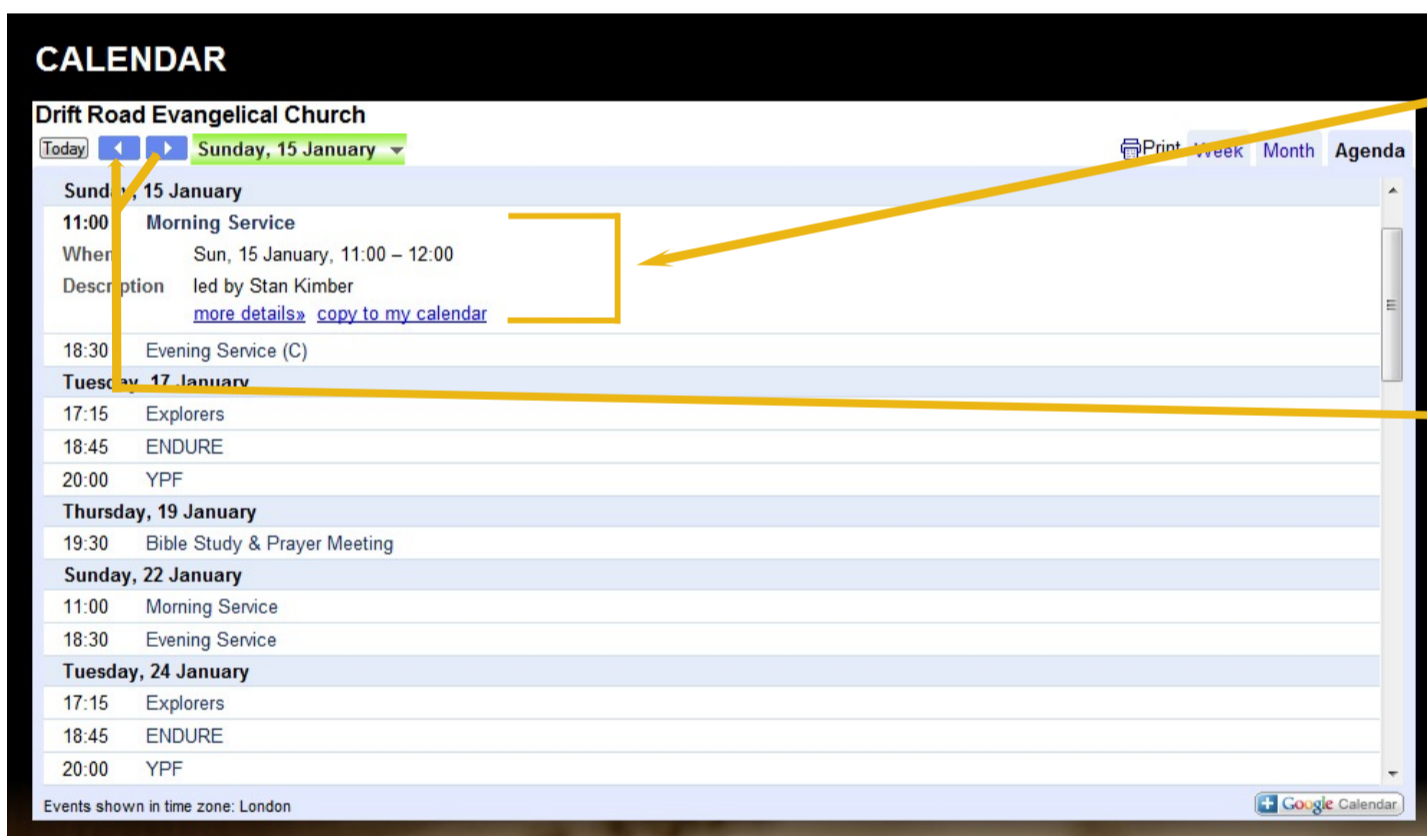 CALENDAR
Drift Road Evangelical Church
Today Sunday, 15 January Print Week Month Agenda
Sunday, 15 January
11:00 Morning Service
When Sun, 15 January, 11:00 – 12:00
Description led by Stan Kimber
more details» copy to my calendar
18:30 Evening Service (C)
Tuesday, 17 January
17:15 Explorers
18:45 ENDURE
20:00 YPF
Thursday, 19 January
19:30 Bible Study & Prayer Meeting
Sunday, 22 January
11:00 Morning Service
18:30 Evening Service
Tuesday, 24 January
17:15 Explorers
18:45 ENDURE
20:00 YPF
Events shown in time zone: London
Google Calendar